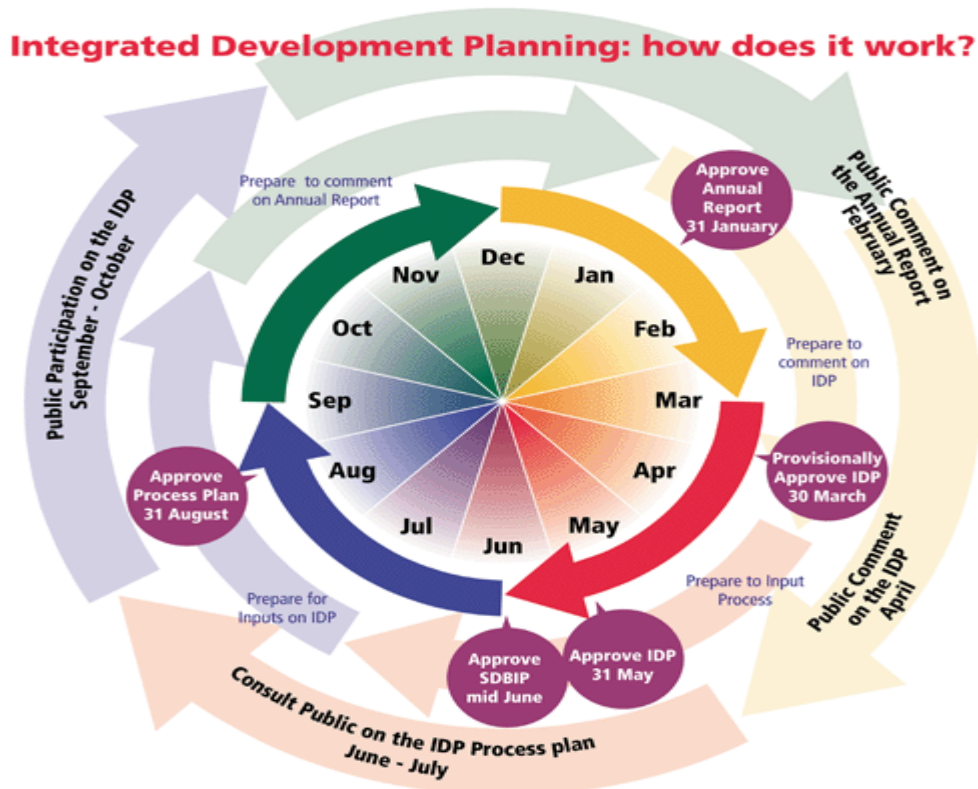 Integrated Development Planning: how does it work?
Public Participation on the IDP
September - October
Prepare to comment
on Annual Report
Approve
Annual
Report
31 January
Public Comment on
the Annual Report
February
Dec
Jan
Feb
Mar
Apr
May
Jun
Jul
Aug
Sep
Oct
Nov
Prepare to
comment on
IDP
Provisionally
Approve IDP
30 March
Public Comment
on the IDP
April
Prepare to Input
Process
Approve IDP
31 May
Approve
SDBIP
mid June
Consult Public on the IDP Process plan
June - July
Prepare for
Inputs on IDP
Approve
Process Plan
31 August